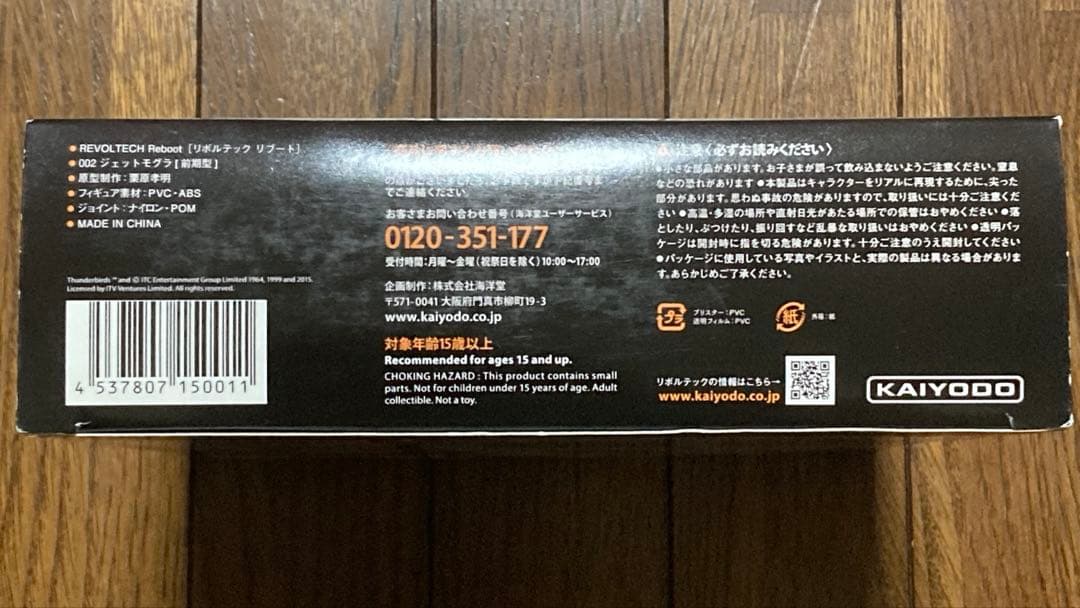 ● REVOLTECH Reboot [リボルテック リブート]
● 002 ジェットモグラ [前期型]
● 原型制作：栗原孝明
● フィギュア素材：PVC・ABS
● ジョイント：ナイロン・POM
● MADE IN CHINA
Thunderbirds™ and © ITC Entertainment Group Limited 1964, 1999 and 2015.
Licensed by ITV Ventures Limited. All rights reserved.
4 537807 150011
でご連絡ください。
お客さまお問い合わせ番号（海洋堂ユーザーサービス）
0120-351-177
受付時間：月曜〜金曜（祝祭日を除く）10:00〜17:00
企画制作：株式会社海洋堂
〒571-0041 大阪府門真市柳町19-3
www.kaiyodo.co.jp
対象年齢15歳以上
Recommended for ages 15 and up.
CHOKING HAZARD : This product contains small
parts. Not for children under 15 years of age. Adult
collectible. Not a toy.
注意〈必ずお読みください〉
●小さな部品があります。お子さまが誤って飲み込まないようご注意ください。窒息
などの恐れがあります ●本製品はキャラクターをリアルに再現するために、尖った
部分があります。思わぬ事故の危険がありますので、取り扱いには十分ご注意くださ
い ●高温・多湿の場所や直射日光があたる場所での保管はおやめください ●落
としたり、ぶつけたり、振り回すなど乱暴な取り扱いはおやめください ●透明パッ
ケージは開封時に指を切る危険があります。十分ご注意のうえ開封してください
●パッケージに使用している写真やイラストと、実際の製品は異なる場合がありま
す。あらかじめご了承ください。
プラ
ブリスター：PVC
透明フィルム：PVC
紙
外箱：紙
リボルテックの情報はこちら→
www.kaiyodo.co.jp
KAIYODO